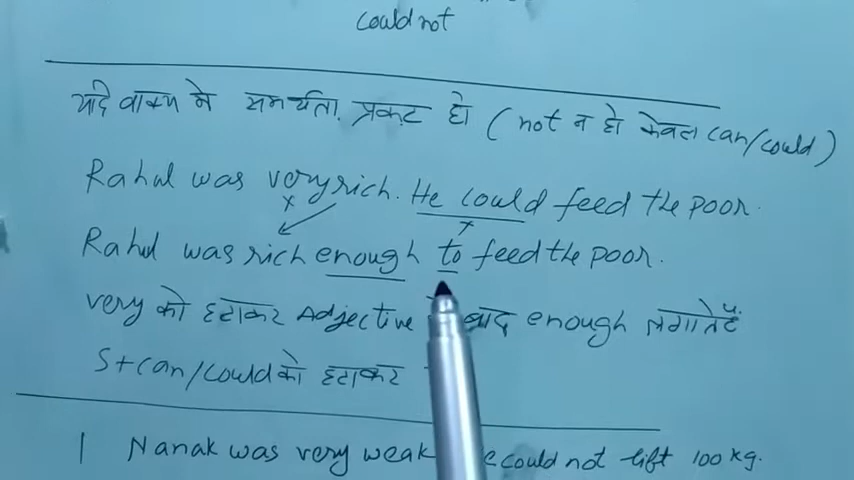 could not
यदि वाक्य मे समर्थता प्रकट हो (not न हो केवल can/could)
Rahul was very rich. He could feed the poor.
x x
Rahul was rich enough to feed the poor.
very को हटाकर Adjective बाद enough लगाते है
S+can/could को हटाकर
1 Nanak was very weak could not lift 100 kg.